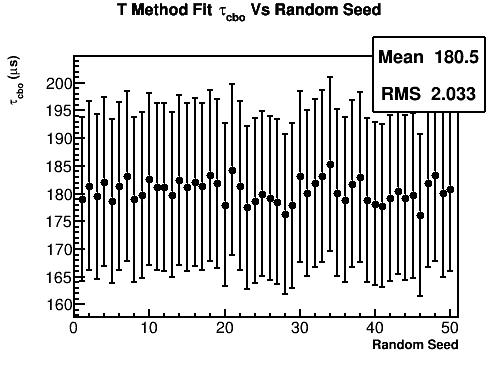 T Method Fit τcbo Vs Random Seed
Mean 180.5
RMS 2.033
τcbo (μs)
200
195
190
185
180
175
170
165
160
0 10 20 30 40 50
Random Seed